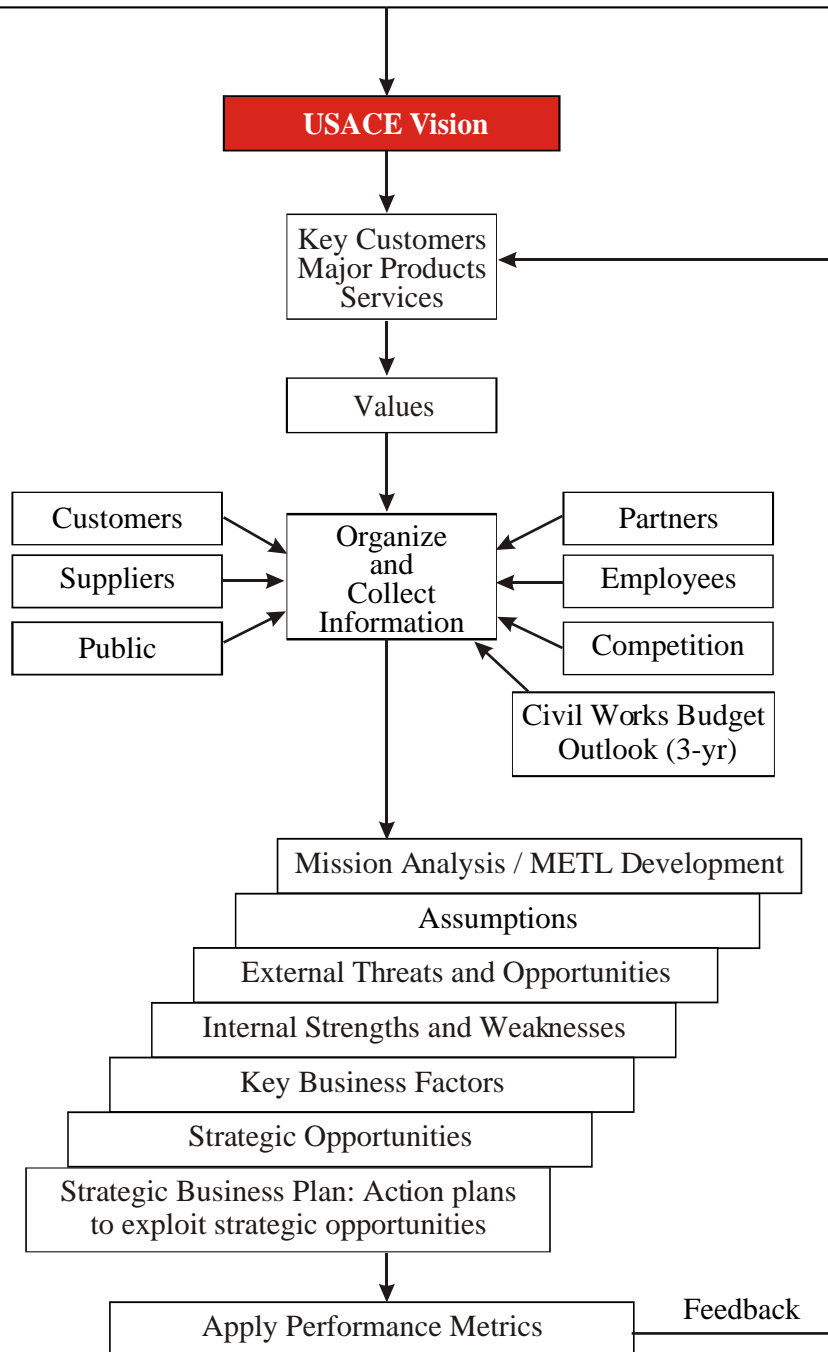 USACE Vision
Key Customers
Major Products
Services
Values
Customers
Suppliers
Public
Organize
and
Collect
Information
Partners
Employees
Competition
Civil Works Budget
Outlook (3-yr)
Mission Analysis / METL Development
Assumptions
External Threats and Opportunities
Internal Strengths and Weaknesses
Key Business Factors
Strategic Opportunities
Strategic Business Plan: Action plans
to exploit strategic opportunities
Apply Performance Metrics
Feedback